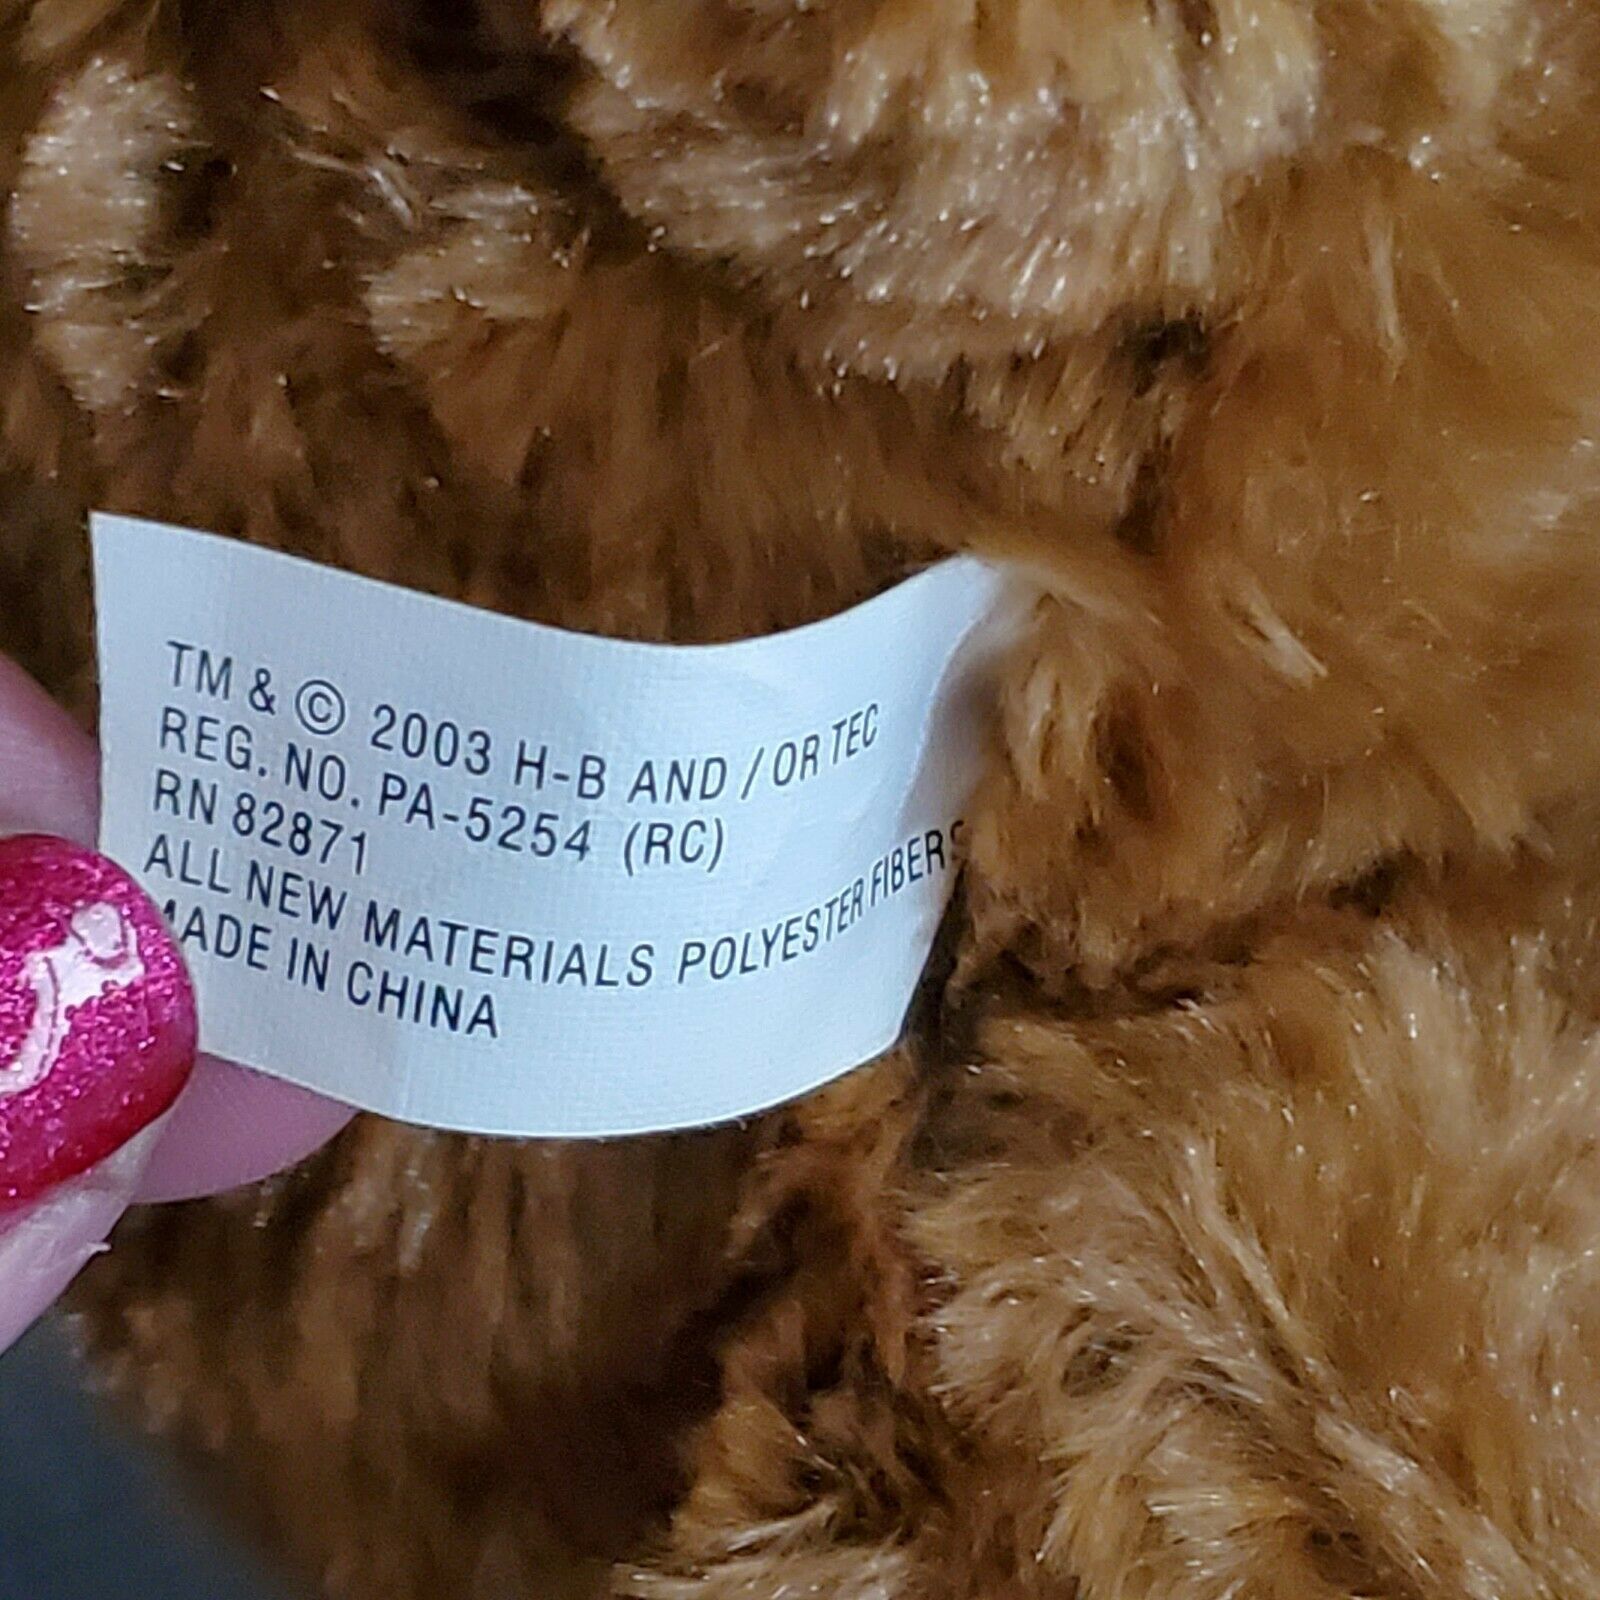 TM & © 2003 H-B AND / OR TEC
REG. NO. PA-5254 (RC)
RN 82871
ALL NEW MATERIALS POLYESTER FIBERS
MADE IN CHINA